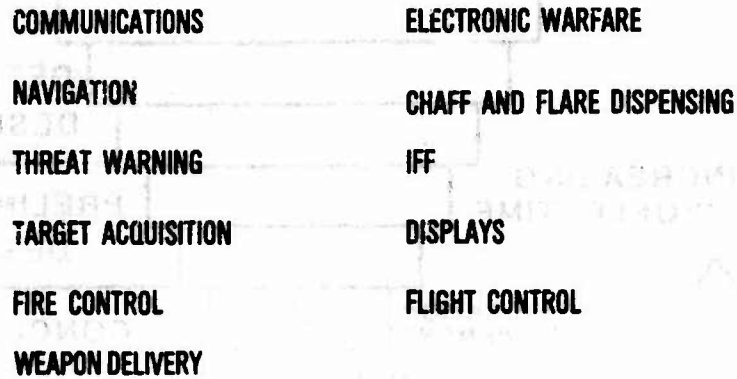 COMMUNICATIONS
NAVIGATION
THREAT WARNING
TARGET ACQUISITION
FIRE CONTROL
WEAPON DELIVERY
ELECTRONIC WARFARE
CHAFF AND FLARE DISPENSING
IFF
DISPLAYS
FLIGHT CONTROL